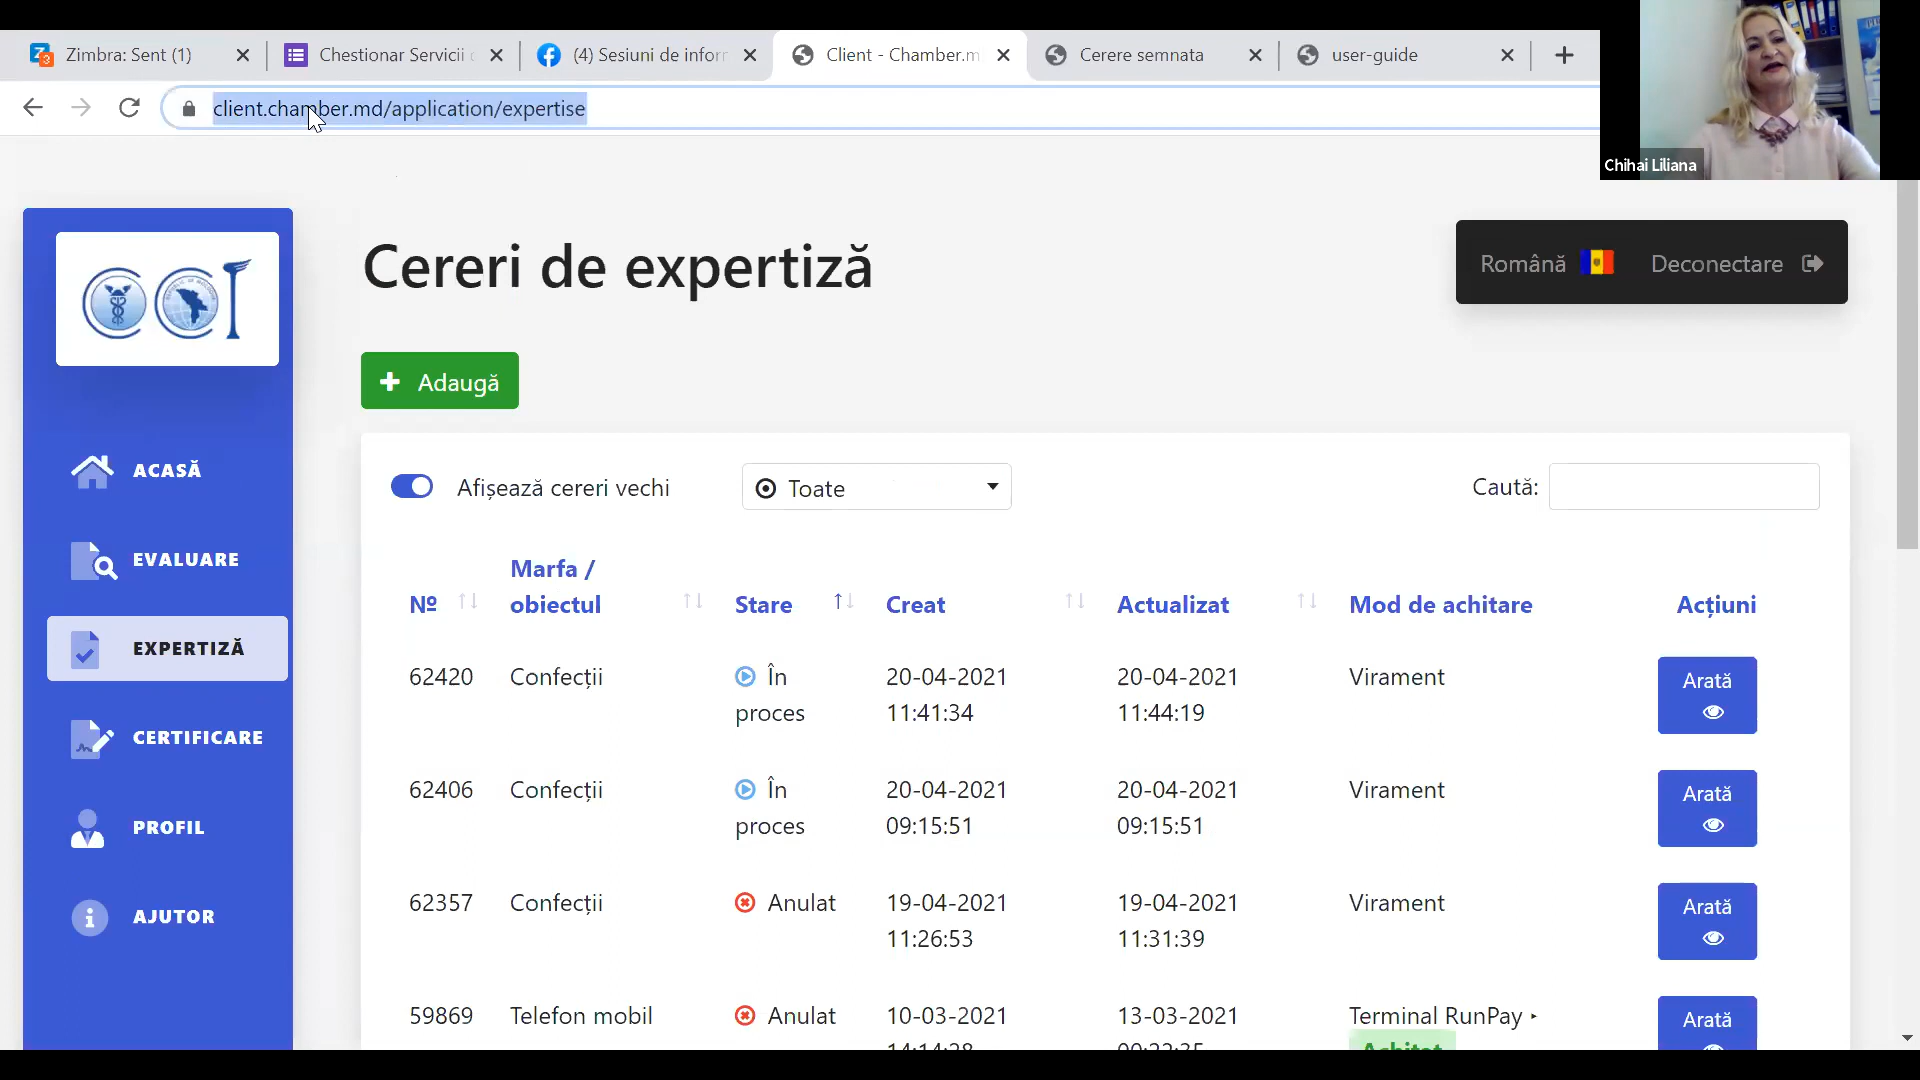 Zimbra: Sent (1)
Chestionar Servicii
(4) Sesiuni de inforr
Client - Chamber.m
Cerere semnata
user-guide
client.chamber.md/application/expertise
Chihai Liliana
Cereri de expertiză
Română
Deconectare
Adaugă
ACASĂ
EVALUARE
EXPERTIZĂ
CERTIFICARE
PROFIL
AJUTOR
Afișează cereri vechi
Toate
Caută:
Nº
Marfa /
obiectul
Stare
Creat
Actualizat
Mod de achitare
Acțiuni
62420
Confecții
În
proces
20-04-2021
11:41:34
20-04-2021
11:44:19
Virament
Arată
62406
Confecții
În
proces
20-04-2021
09:15:51
20-04-2021
09:15:51
Virament
Arată
62357
Confecții
Anulat
19-04-2021
11:26:53
19-04-2021
11:31:39
Virament
Arată
59869
Telefon mobil
Anulat
10-03-2021
13-03-2021
Terminal RunPay
Arată
Achitat